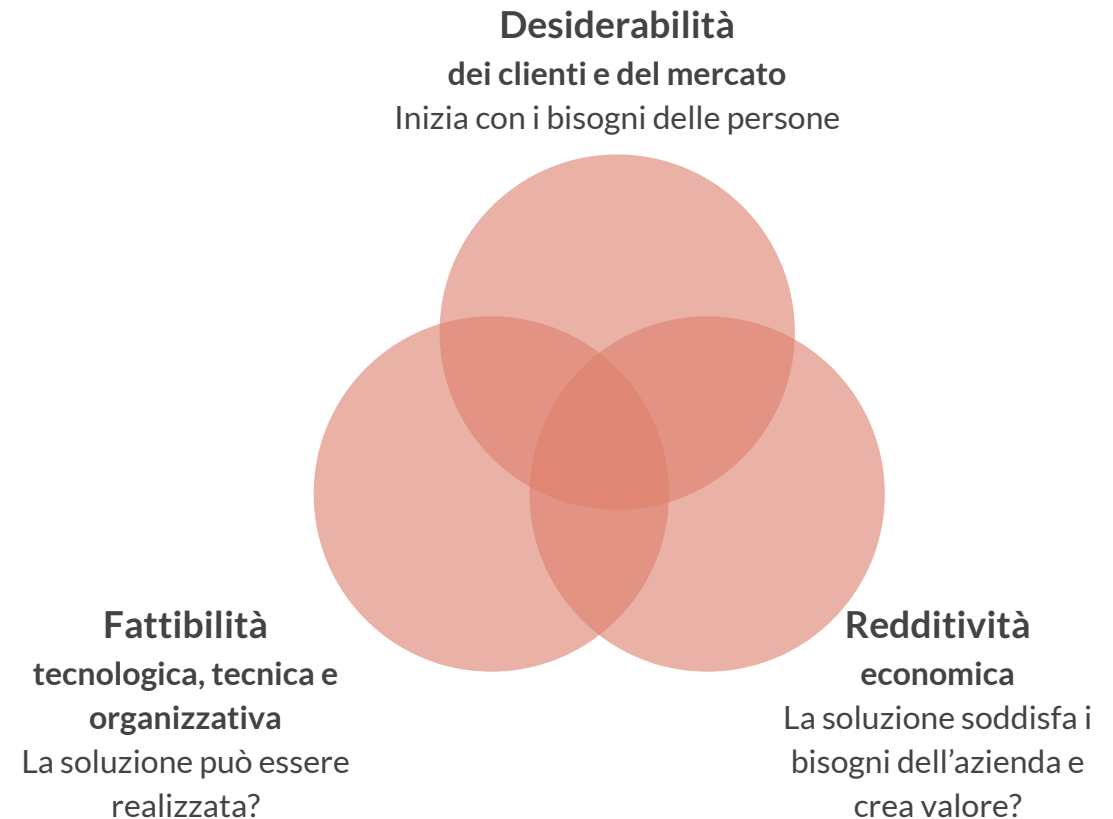 Desiderabilità
dei clienti e del mercato
Inizia con i bisogni delle persone
Fattibilità
tecnologica, tecnica e
organizzativa
La soluzione può essere
realizzata?
Redditività
economica
La soluzione soddisfa i
bisogni dell’azienda e
crea valore?